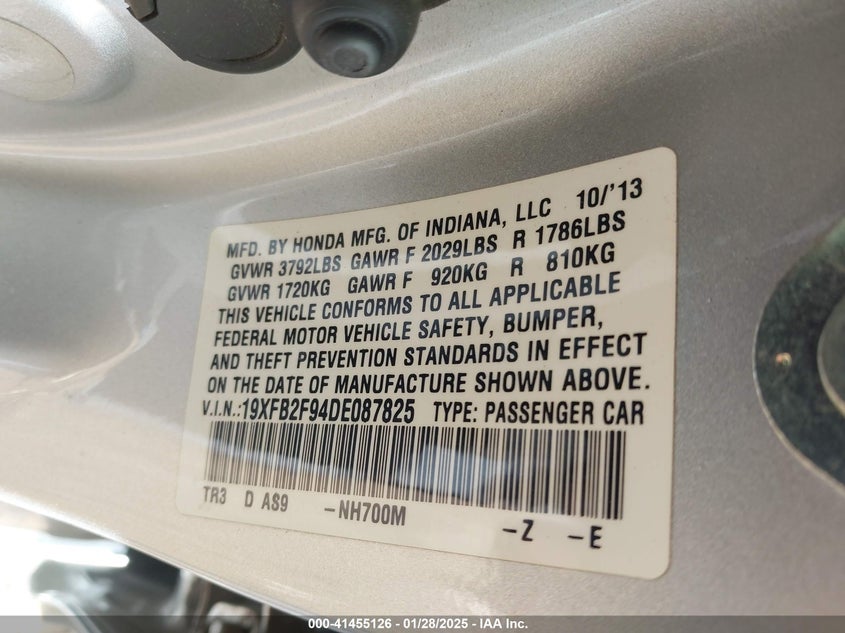 MFD. BY HONDA MFG. OF INDIANA, LLC 10/'13
GVWR 3792LBS GAWR F 2029LBS R 1786LBS
GVWR 1720KG GAWR F 920KG R 810KG
THIS VEHICLE CONFORMS TO ALL APPLICABLE
FEDERAL MOTOR VEHICLE SAFETY, BUMPER,
AND THEFT PREVENTION STANDARDS IN EFFECT
ON THE DATE OF MANUFACTURE SHOWN ABOVE.
V.I.N.:19XFB2F94DE087825 TYPE: PASSENGER CAR
TR3 D AS9 -NH700M -Z -E
000-41455126 - 01/28/2025 - IAA Inc.